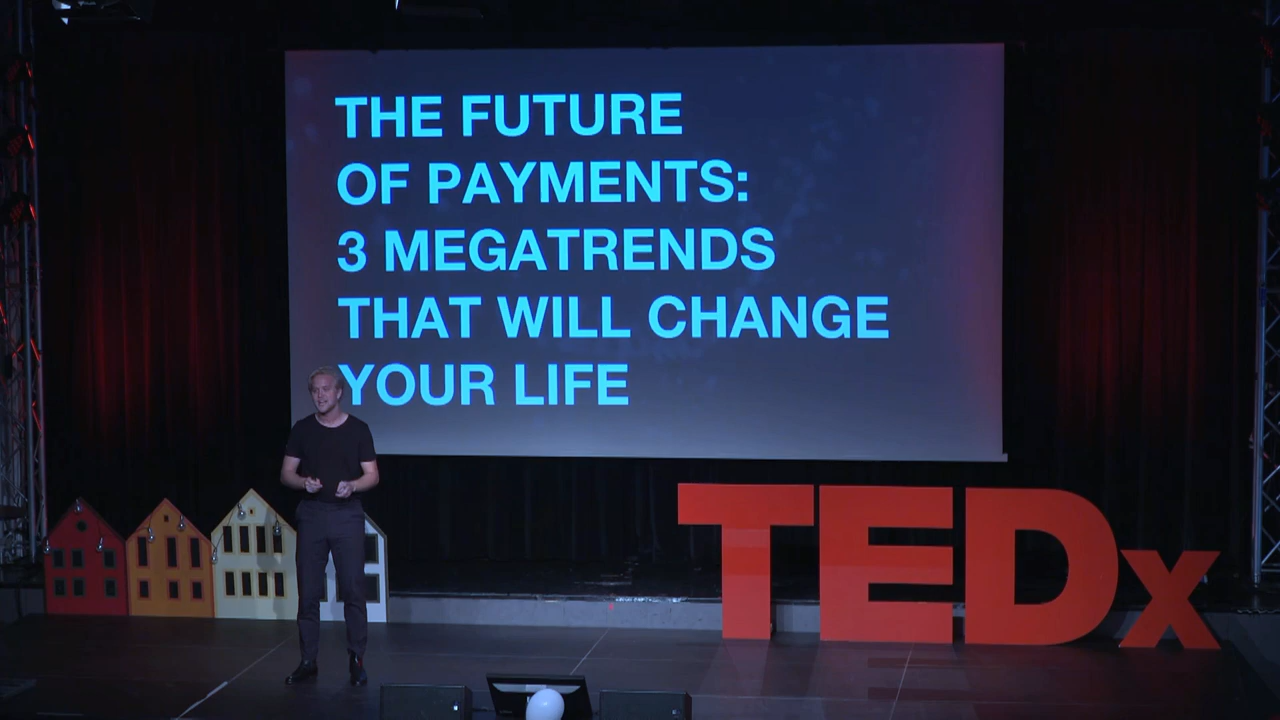 THE FUTURE
OF PAYMENTS:
3 MEGATRENDS
THAT WILL CHANGE
YOUR LIFE
TEDx